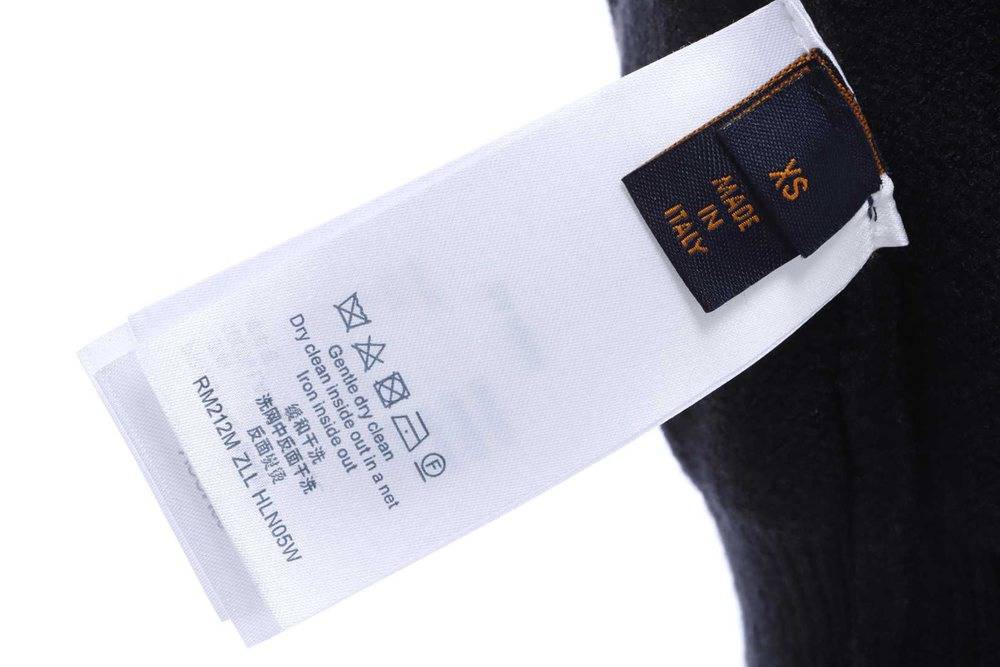 XS
MADE
IN
ITALY
F
Gentle dry clean
Dry clean inside out in a net
Iron inside out
缓和干洗
洗网中反面干洗
反面熨烫
RM212M ZLL HLN05W